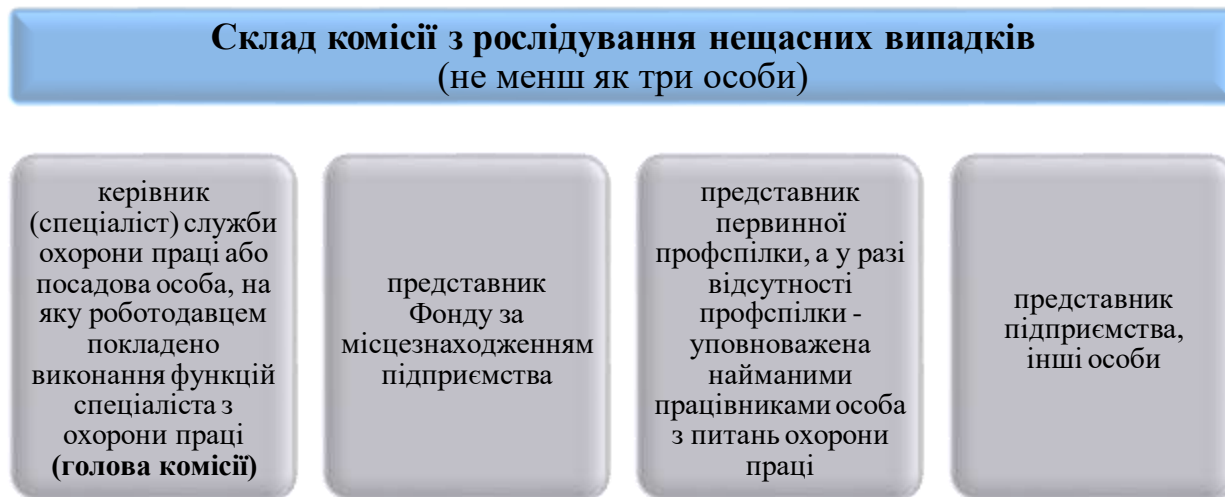 Склад комісії з рослідування нещасних випадків
(не менш як три особи)
керівник
(спеціаліст) служби
охорони праці або
посадова особа, на
яку роботодавцем
покладено
виконання функцій
спеціаліста з
охорони праці
(голова комісії)
представник
Фонду за
місцезнаходженням
підприємства
представник
первинної
профспілки, а у разі
відсутності
профспілки -
уповноважена
найманими
працівниками особа
з питань охорони
праці
представник
підприємства,
інші особи